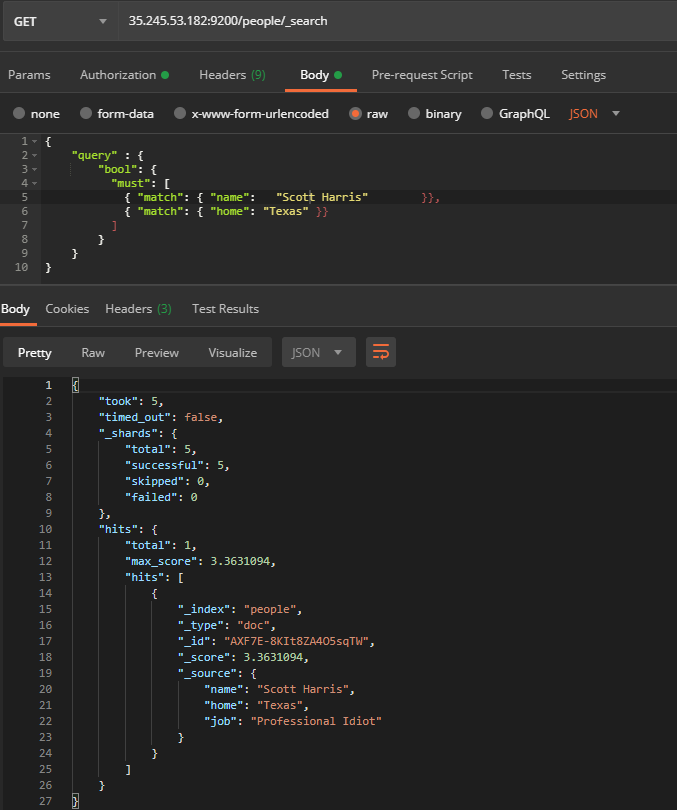 GET 35.245.53.182:9200/people/_search
Params Authorization Headers (9) Body Pre-request Script Tests Settings
none form-data x-www-form-urlencoded raw binary GraphQL JSON
1 {
2 "query" : {
3 "bool": {
4 "must": [
5 { "match": { "name": "Scott Harris" }},
6 { "match": { "home": "Texas" }}
7 ]
8 }
9 }
10 }
Body Cookies Headers (3) Test Results
Pretty Raw Preview Visualize JSON
1 {
2 "took": 5,
3 "timed_out": false,
4 "_shards": {
5 "total": 5,
6 "successful": 5,
7 "skipped": 0,
8 "failed": 0
9 },
10 "hits": {
11 "total": 1,
12 "max_score": 3.3631094,
13 "hits": [
14 {
15 "_index": "people",
16 "_type": "doc",
17 "_id": "AXF7E-8KIt8ZA4O5sqTW",
18 "_score": 3.3631094,
19 "_source": {
20 "name": "Scott Harris",
21 "home": "Texas",
22 "job": "Professional Idiot"
23 }
24 }
25 ]
26 }
27 }